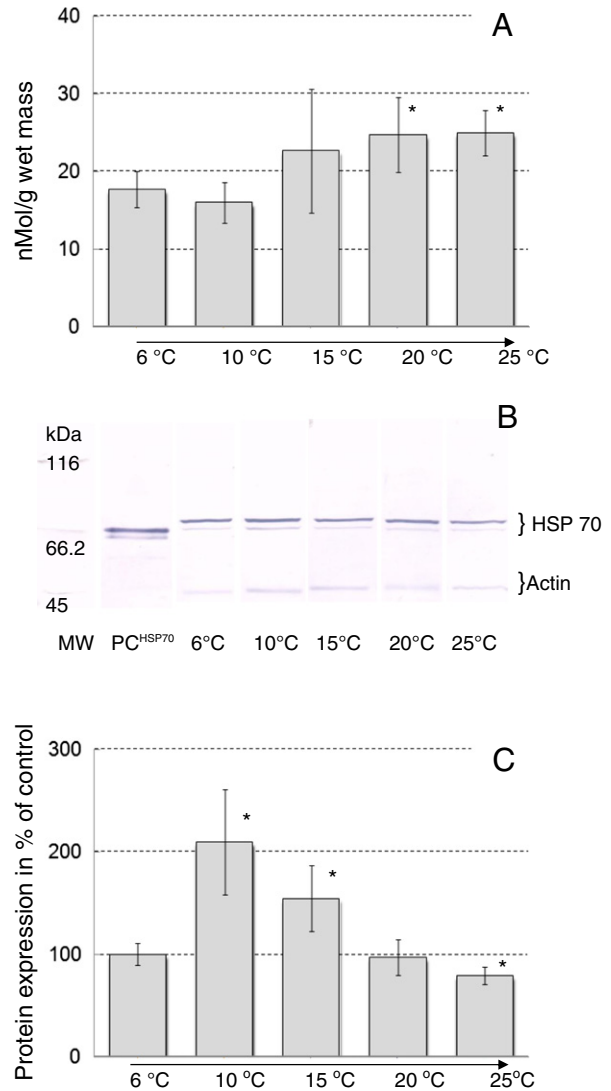 A
40
30
20
10
0
nMol/g wet mass
*
*
6 °C 10 °C 15 °C 20 °C 25 °C
B
kDa
116
66.2
45
} HSP 70
}Actin
MW PC^HSP70 6°C 10°C 15°C 20°C 25°C
C
300
200
100
0
Protein expression in % of control
*
*
*
6 °C 10 °C 15 °C 20 °C 25°C